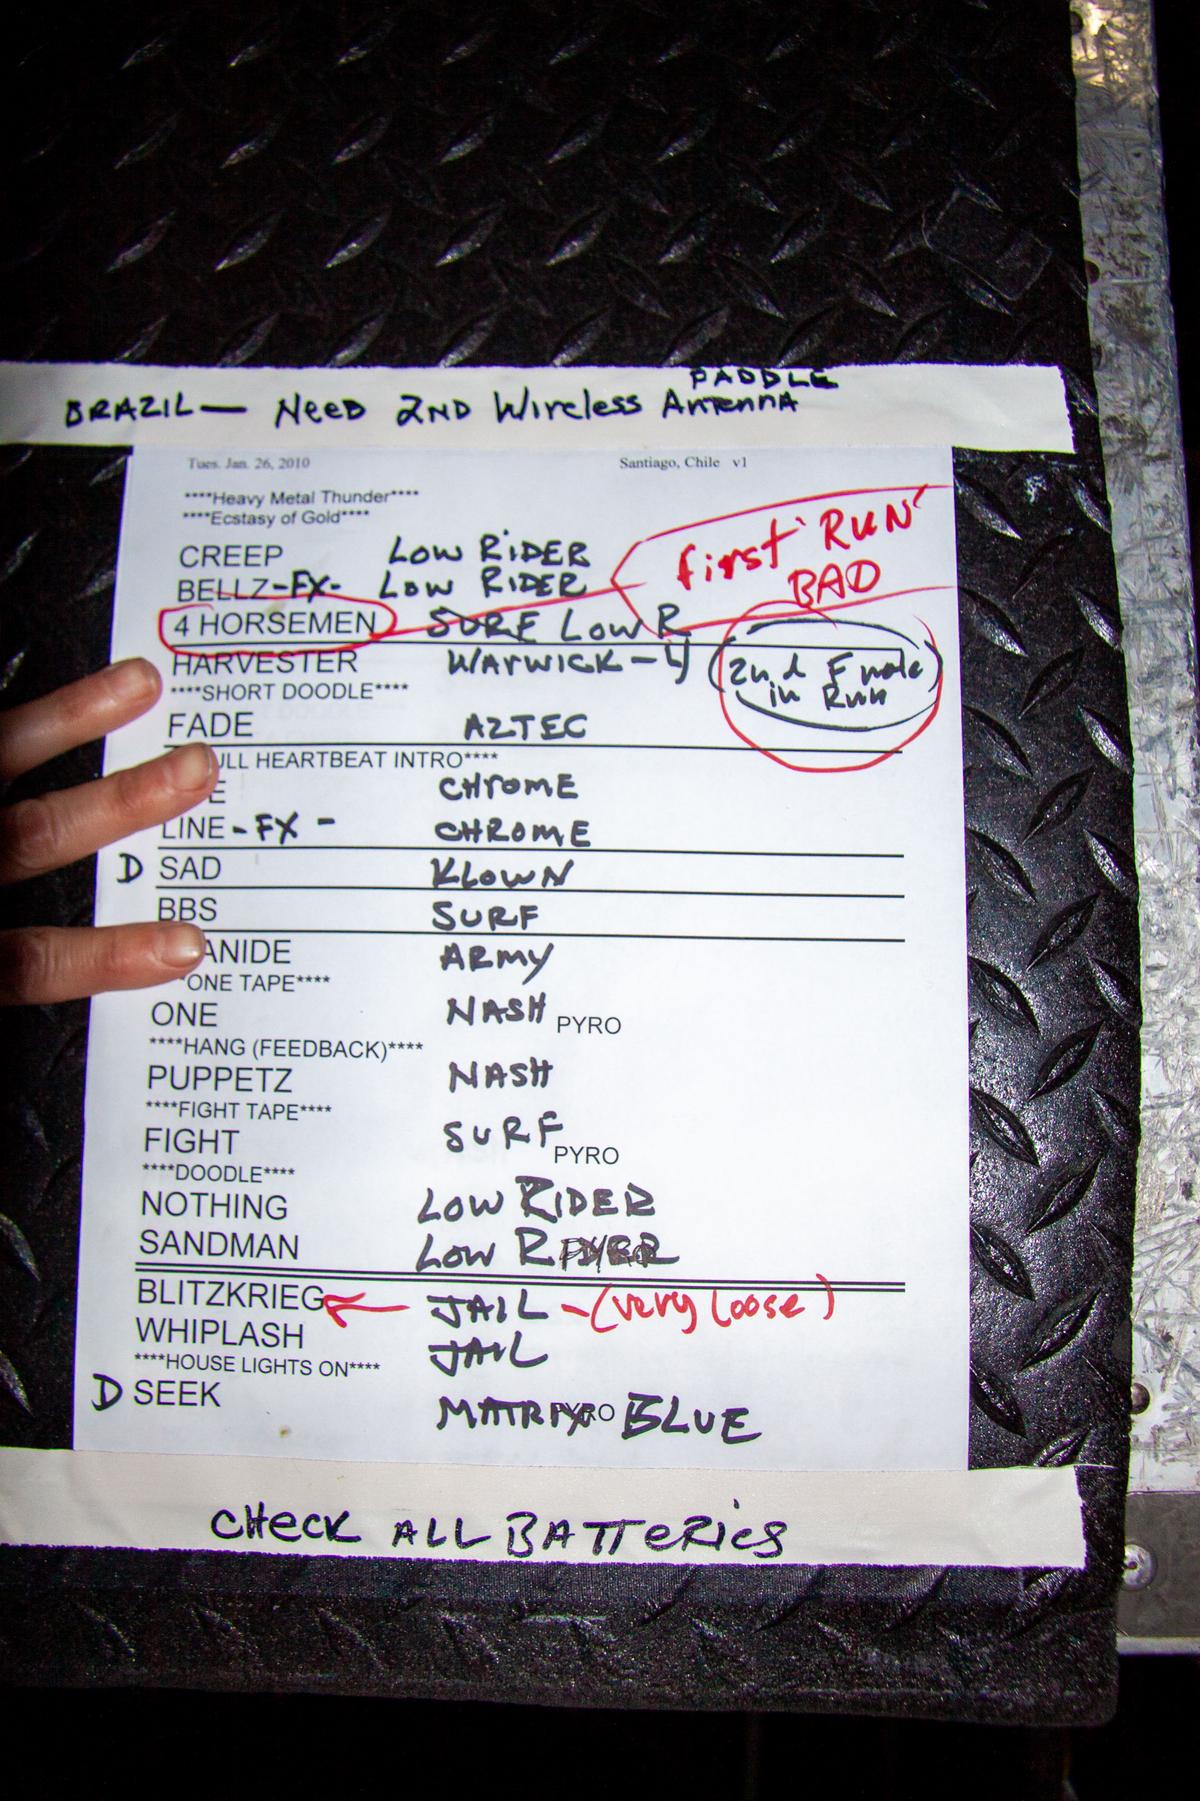 PADDLE
BRAZIL — NEED 2ND WIRELESS ANTENNA
Tues. Jan. 26, 2010 Santiago, Chile v1
****Heavy Metal Thunder****
****Ecstasy of Gold****
CREEP LOW RIDER
BELLZ -FX- LOW RIDER
first RUN
BAD
4 HORSEMEN SURF LOW R
HARVESTER WARWICK - 4
2nd F
in Run
****SHORT DOODLE****
FADE AZTEC
ULL HEARTBEAT INTRO****
E CHROME
LINE - FX - CHROME
D SAD KLOWN
BBS SURF
ANIDE ARMY
*ONE TAPE****
ONE NASH PYRO
****HANG (FEEDBACK)****
PUPPETZ NASH
****FIGHT TAPE****
FIGHT SURF PYRO
****DOODLE****
NOTHING LOW RIDER
SANDMAN LOW RIDER PYRO
BLITZKRIEG JAIL - (very loose)
WHIPLASH JAIL
****HOUSE LIGHTS ON****
D SEEK MATRIX PYRO BLUE
CHECK ALL BATTERIES